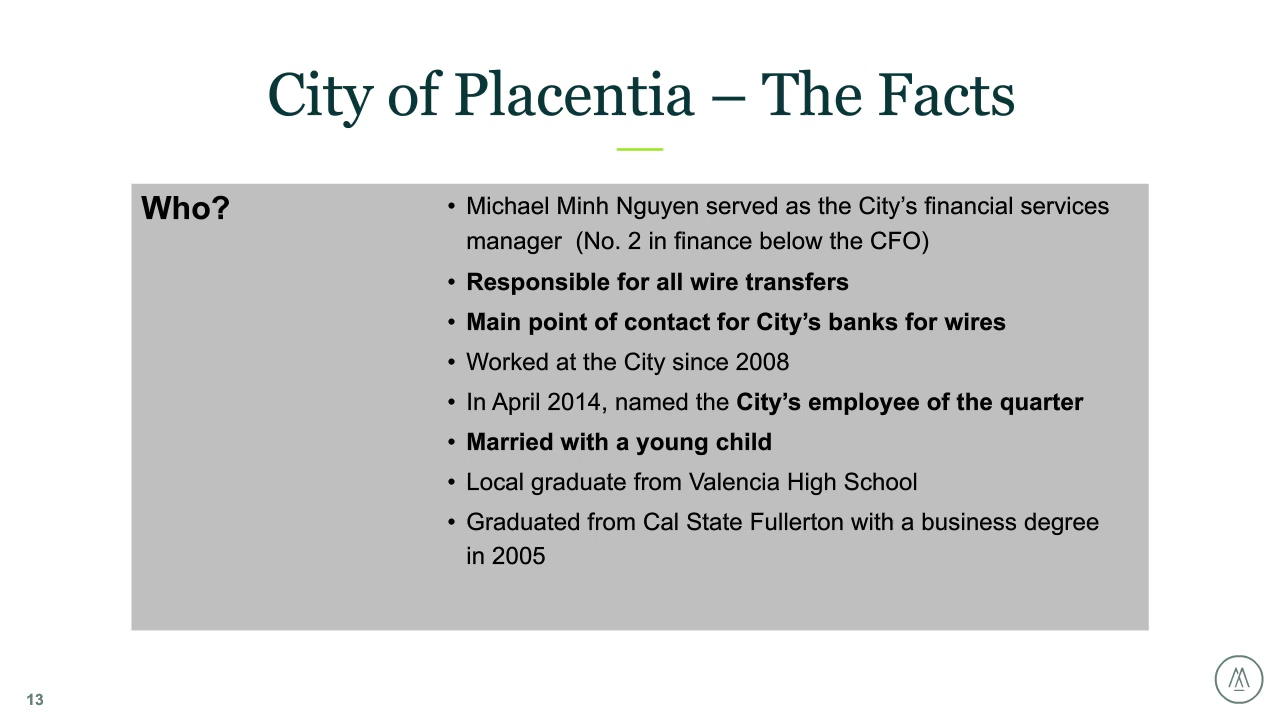 City of Placentia – The Facts
Who?
• Michael Minh Nguyen served as the City’s financial services
manager  (No. 2 in finance below the CFO)
• Responsible for all wire transfers
• Main point of contact for City’s banks for wires
• Worked at the City since 2008
• In April 2014, named the City’s employee of the quarter
• Married with a young child
• Local graduate from Valencia High School
• Graduated from Cal State Fullerton with a business degree
in 2005
13